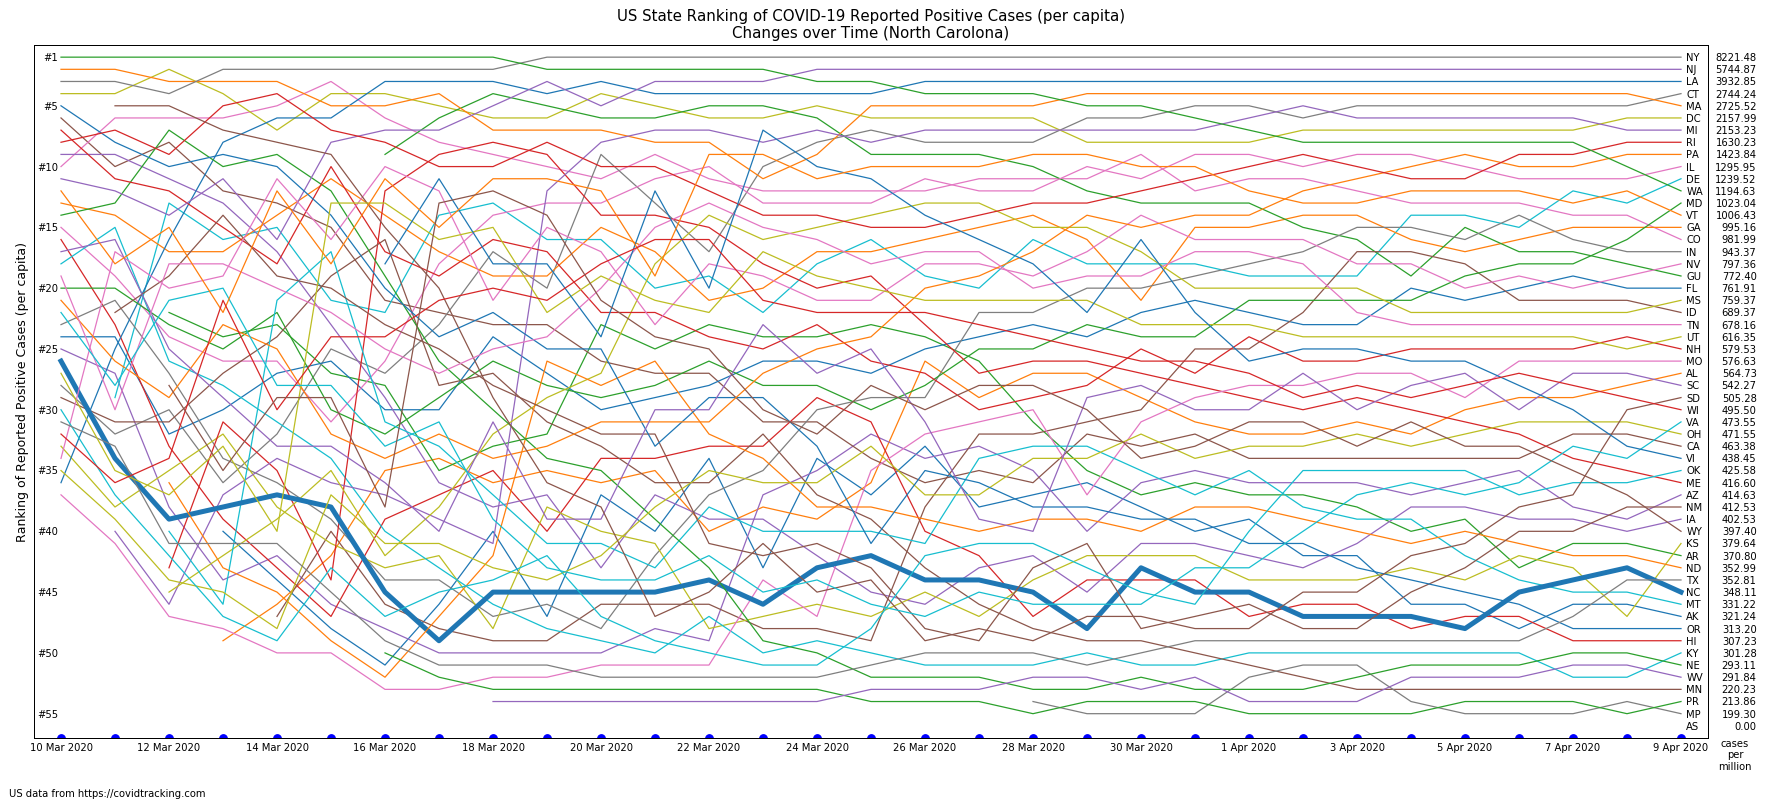 US State Ranking of COVID-19 Reported Positive Cases (per capita)
Changes over Time (North Carolona)
Ranking of Reported Positive Cases (per capita)
#1
#5
#10
#15
#20
#25
#30
#35
#40
#45
#50
#55
NY 8221.48
NJ 5744.87
LA 3932.85
CT 2744.24
MA 2725.52
DC 2157.99
MI 2153.23
RI 1630.23
PA 1423.84
IL 1295.95
DE 1239.52
WA 1194.63
MD 1023.04
VT 1006.43
GA 995.16
CO 981.99
IN 943.37
NV 797.36
GU 772.40
FL 761.91
MS 759.37
ID 689.37
TN 678.16
UT 616.35
NH 579.53
MO 576.63
AL 564.73
SC 542.27
SD 505.28
WI 495.50
VA 473.55
OH 471.55
CA 463.38
VI 438.45
OK 425.58
ME 416.60
AZ 414.63
NM 412.53
IA 402.53
WY 397.40
KS 379.64
AR 370.80
ND 352.99
TX 352.81
NC 348.11
MT 331.22
AK 321.24
OR 313.20
HI 307.23
KY 301.28
NE 293.11
WV 291.84
MN 220.23
PR 213.86
MP 199.30
AS 0.00
10 Mar 2020 12 Mar 2020 14 Mar 2020 16 Mar 2020 18 Mar 2020 20 Mar 2020 22 Mar 2020 24 Mar 2020 26 Mar 2020 28 Mar 2020 30 Mar 2020 1 Apr 2020 3 Apr 2020 5 Apr 2020 7 Apr 2020 9 Apr 2020
cases
per
million
US data from https://covidtracking.com